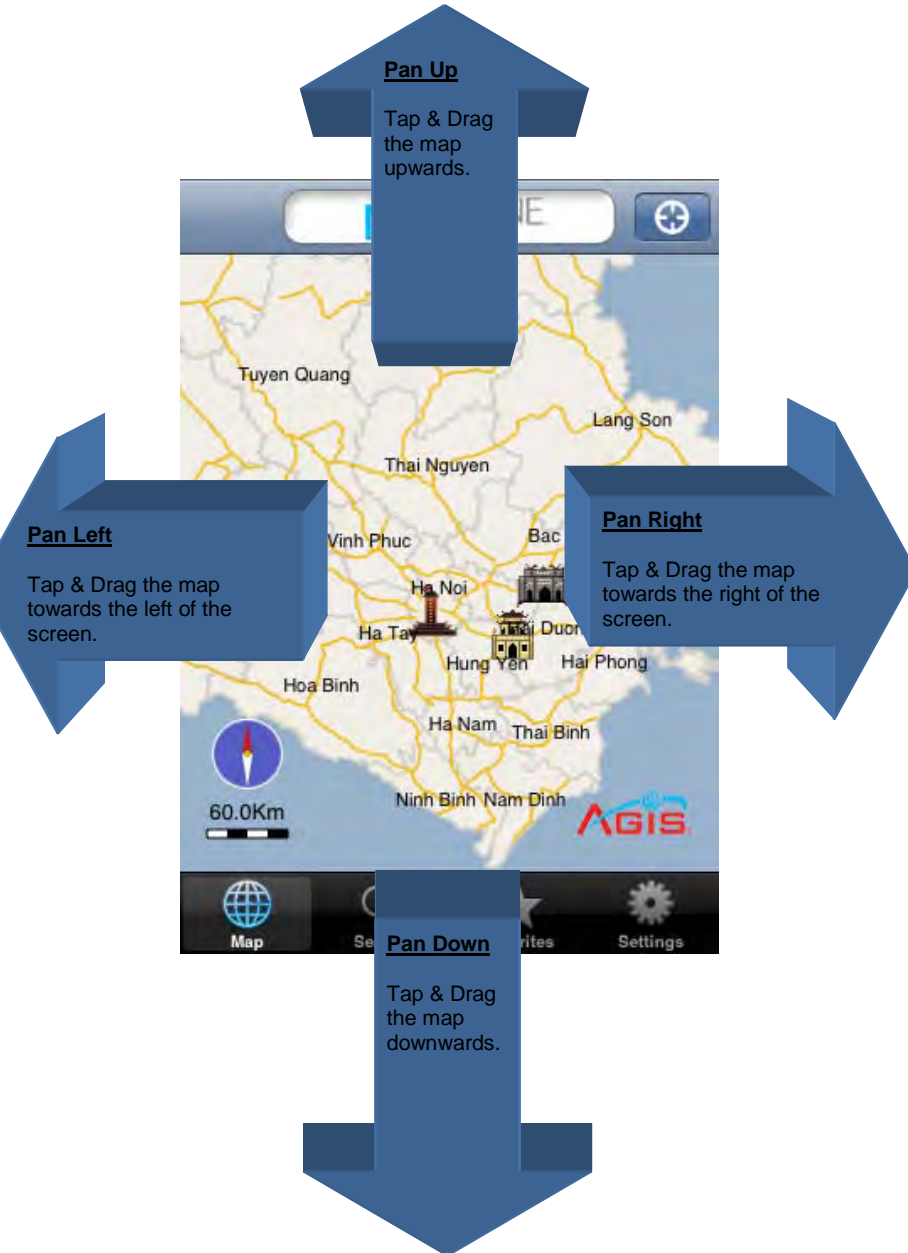 Pan Up
Tap & Drag
the map
upwards.
Tuyen Quang
Lang Son
Thai Nguyen
Pan Left
Tap & Drag the map
towards the left of the
screen.
Vinh Phuc
Bac
Pan Right
Tap & Drag the map
towards the right of the
screen.
Ha Noi
Ha Tay
Hung Yen
Hai Phong
Hoa Binh
Ha Nam
Thai Binh
Ninh Binh
Nam Dinh
60.0Km
AGIS
Map
Settings
Pan Down
Tap & Drag
the map
downwards.